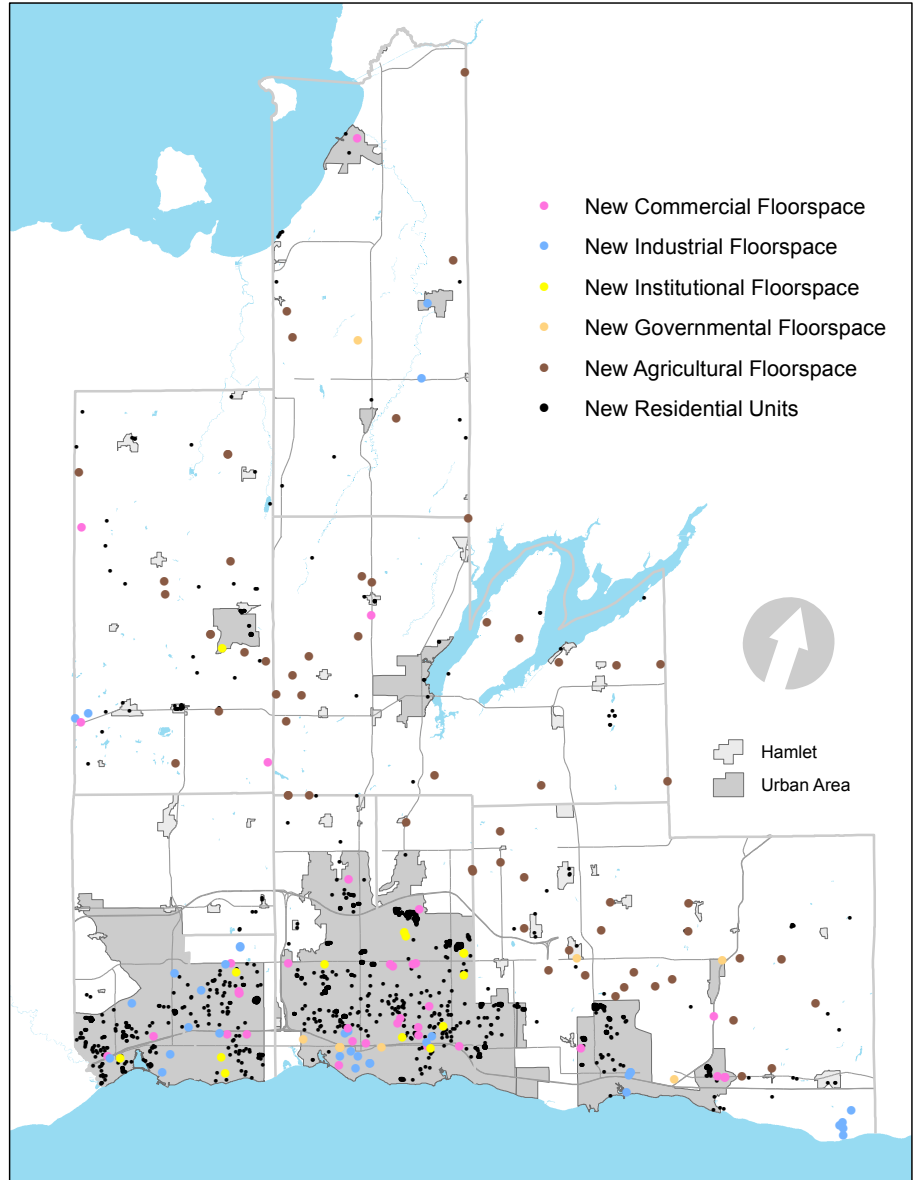 New Commercial Floorspace
New Industrial Floorspace
New Institutional Floorspace
New Governmental Floorspace
New Agricultural Floorspace
New Residential Units
Hamlet
Urban Area